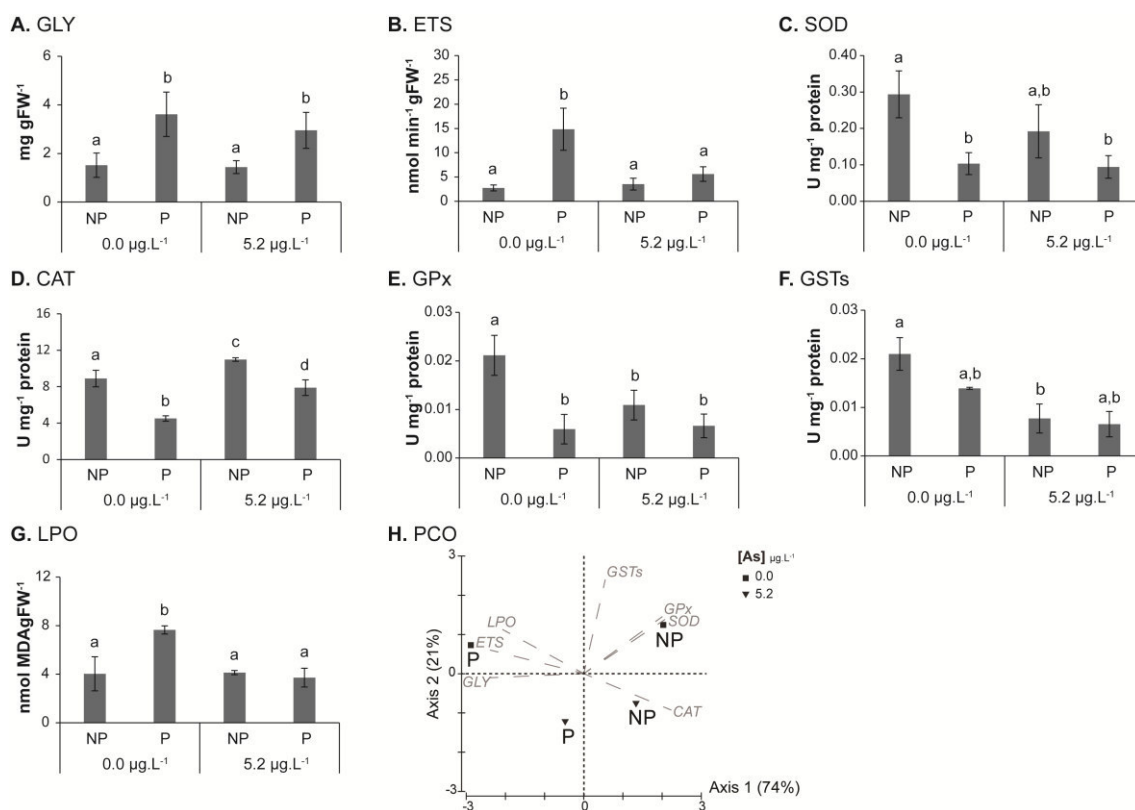 A. GLY
mg gFW⁻¹
6
4
2
0
a
b
a
b
NP
P
NP
P
0.0 µg.L⁻¹
5.2 µg.L⁻¹
B. ETS
nmol min⁻¹ gFW⁻¹
30
25
20
15
10
5
0
a
b
a
a
NP
P
NP
P
0.0 µg.L⁻¹
5.2 µg.L⁻¹
C. SOD
U mg⁻¹ protein
0.40
0.30
0.20
0.10
0.00
a
b
a,b
b
NP
P
NP
P
0.0 µg.L⁻¹
5.2 µg.L⁻¹
D. CAT
U mg⁻¹ protein
16
12
8
4
0
a
b
c
d
NP
P
NP
P
0.0 µg.L⁻¹
5.2 µg.L⁻¹
E. GPx
U mg⁻¹ protein
0.03
0.02
0.01
0.00
a
b
b
b
NP
P
NP
P
0.0 µg.L⁻¹
5.2 µg.L⁻¹
F. GSTs
U mg⁻¹ protein
0.03
0.02
0.01
0.00
a
a,b
b
a,b
NP
P
NP
P
0.0 µg.L⁻¹
5.2 µg.L⁻¹
G. LPO
nmol MDAgFW⁻¹
12
8
4
0
a
b
a
a
NP
P
NP
P
0.0 µg.L⁻¹
5.2 µg.L⁻¹
H. PCO
Axis 2 (21%)
3
0
-3
GSTs
GPx
SOD
NP
LPO
ETS
P
GLY
CAT
NP
P
-3
0
3
Axis 1 (74%)
[As] µg.L⁻¹
0.0
5.2